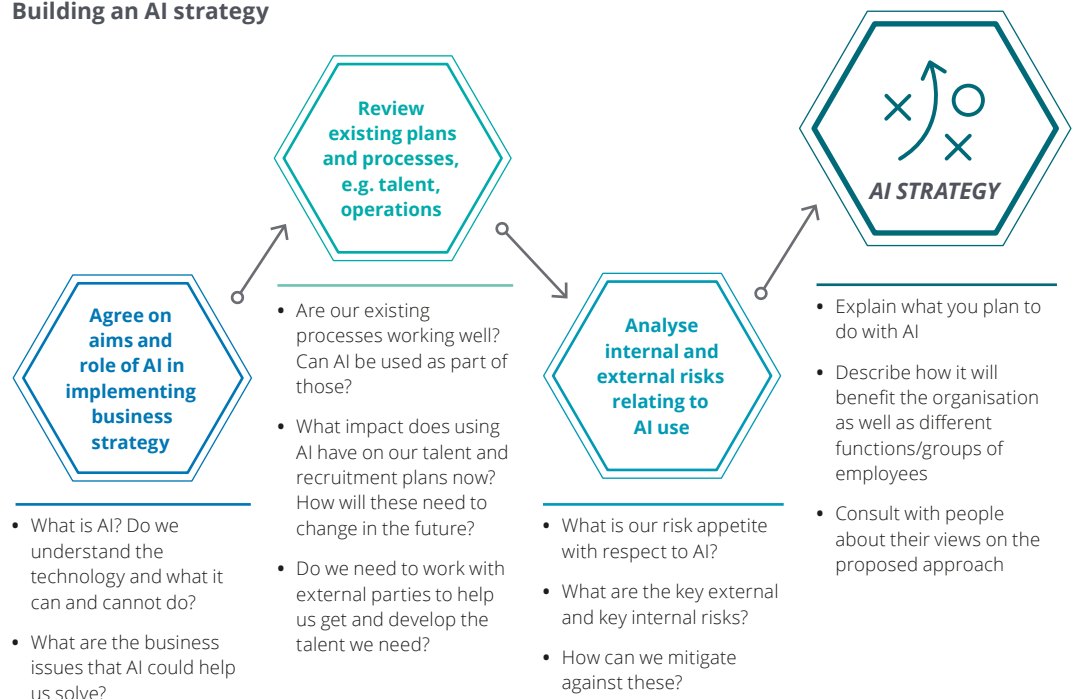 Building an AI strategy
Agree on
aims and
role of AI in
implementing
business
strategy
• What is AI? Do we
understand the
technology and what it
can and cannot do?
• What are the business
issues that AI could help
us solve?
Review
existing plans
and processes,
e.g. talent,
operations
• Are our existing
processes working well?
Can AI be used as part of
those?
• What impact does using
AI have on our talent and
recruitment plans now?
How will these need to
change in the future?
• Do we need to work with
external parties to help
us get and develop the
talent we need?
Analyse
internal and
external risks
relating to
AI use
• What is our risk appetite
with respect to AI?
• What are the key external
and key internal risks?
• How can we mitigate
against these?
AI STRATEGY
• Explain what you plan to
do with AI
• Describe how it will
benefit the organisation
as well as different
functions/groups of
employees
• Consult with people
about their views on the
proposed approach